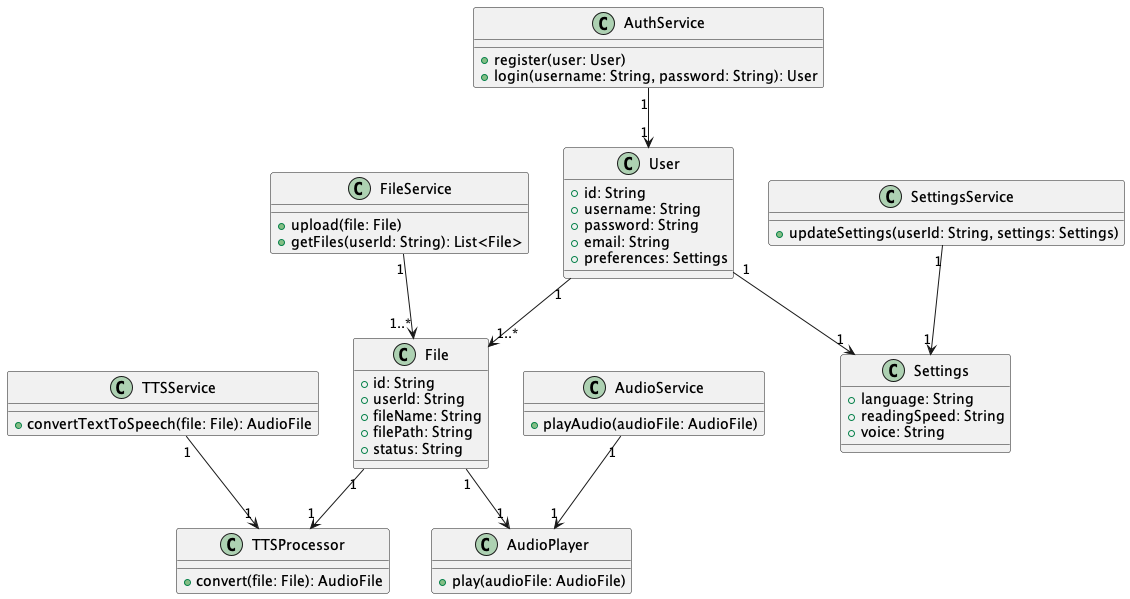 C AuthService
register(user: User)
login(username: String, password: String): User
1
1
C User
id: String
username: String
password: String
email: String
preferences: Settings
C FileService
upload(file: File)
getFiles(userId: String): List<File>
C SettingsService
updateSettings(userId: String, settings: Settings)
1
1
1
1
1..*
1..*
1
1
C File
id: String
userId: String
fileName: String
filePath: String
status: String
C Settings
language: String
readingSpeed: String
voice: String
C TTSService
convertTextToSpeech(file: File): AudioFile
C AudioService
playAudio(audioFile: AudioFile)
1
1
1
1
1
1
1
1
C TTSProcessor
convert(file: File): AudioFile
C AudioPlayer
play(audioFile: AudioFile)